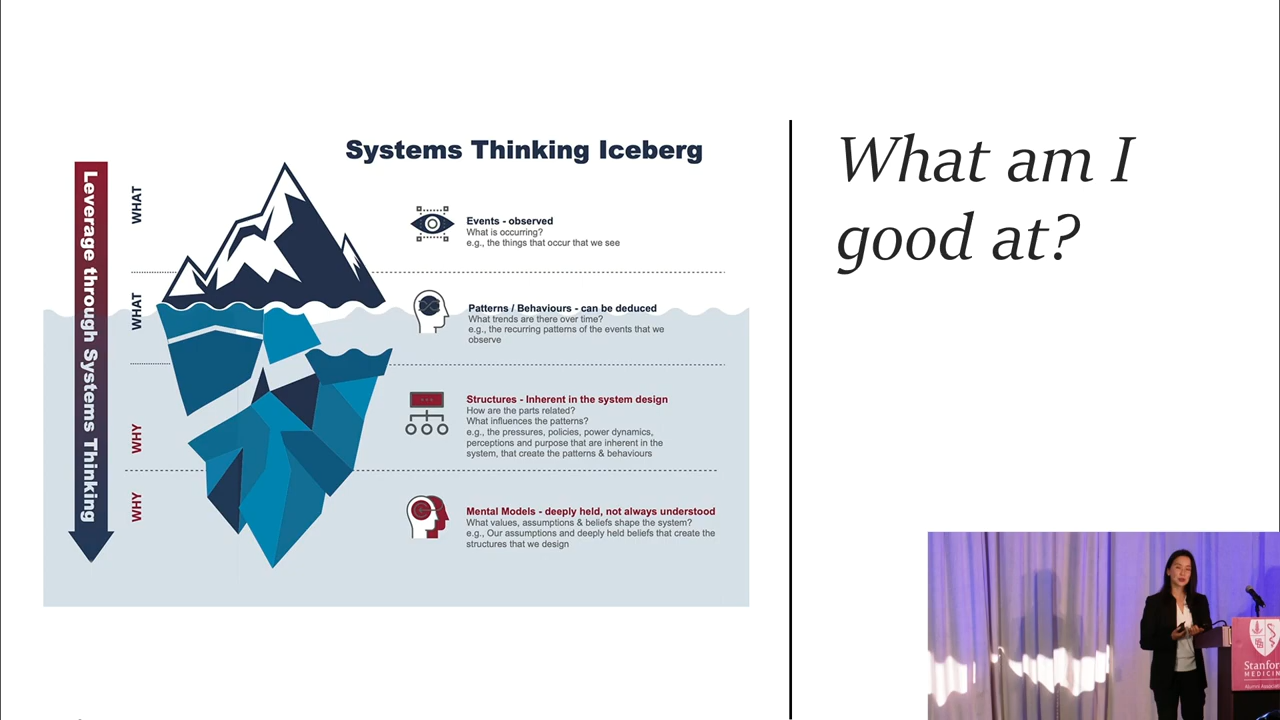 Systems Thinking Iceberg
Leverage through Systems Thinking
WHAT
Events - observed
What is occurring?
e.g., the things that occur that we see
WHAT
Patterns / Behaviours - can be deduced
What trends are there over time?
e.g., the recurring patterns of the events that we
observe
WHY
Structures - Inherent in the system design
How are the parts related?
What influences the patterns?
e.g., the pressures, policies, power dynamics,
perceptions and purpose that are inherent in the
system, that create the patterns & behaviours
WHY
Mental Models - deeply held, not always understood
What values, assumptions & beliefs shape the system?
e.g., Our assumptions and deeply held beliefs that create the
structures that we design
What am I
good at?
Stanford
MEDICINE
Alumni